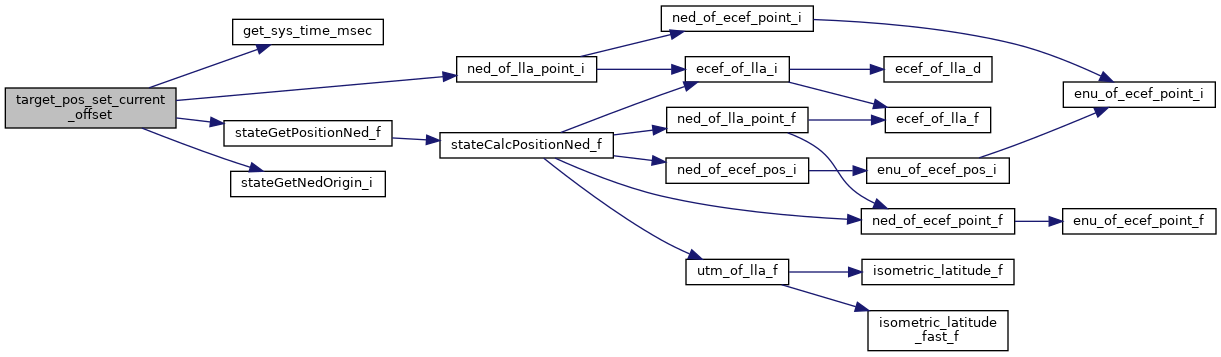 target_pos_set_current
_offset
get_sys_time_msec
ned_of_lla_point_i
stateGetPositionNed_f
stateGetNedOrigin_i
stateCalcPositionNed_f
ned_of_ecef_point_i
ecef_of_lla_i
ned_of_lla_point_f
ned_of_ecef_pos_i
utm_of_lla_f
ecef_of_lla_d
ecef_of_lla_f
enu_of_ecef_pos_i
ned_of_ecef_point_f
isometric_latitude_f
isometric_latitude
_fast_f
enu_of_ecef_point_i
enu_of_ecef_point_f